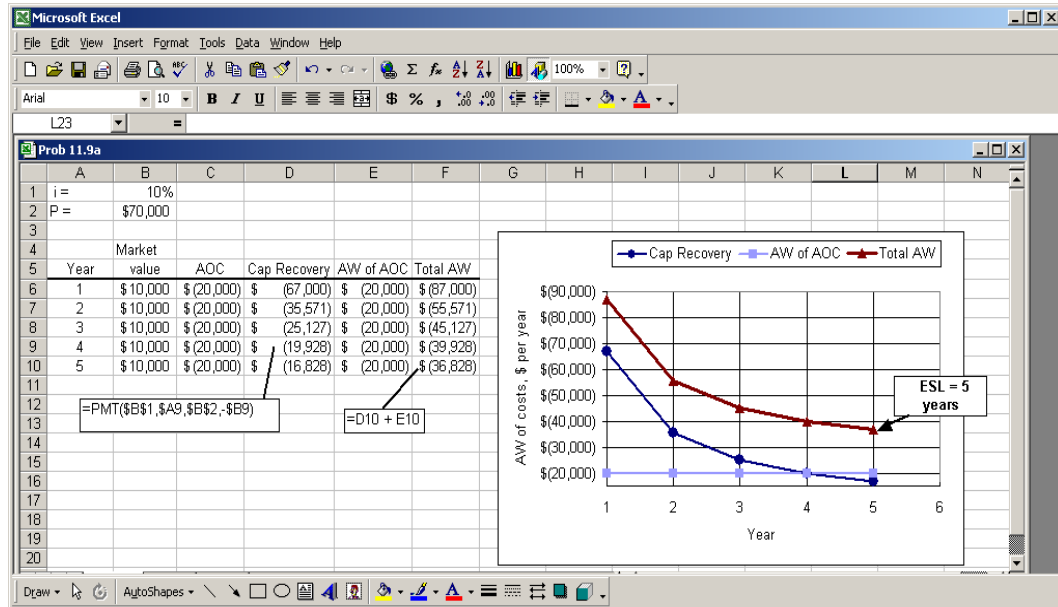 Microsoft Excel
File Edit View Insert Format Tools Data Window Help
100%
Arial 10 B I U $ % ,
L23 =
Prob 11.9a
A B C D E F G H I J K L M N
1 i = 10%
2 P = $70,000
3
4 Market
5 Year value AOC Cap Recovery AW of AOC Total AW
6 1 $10,000 $(20,000) $ (67,000) $ (20,000) $(87,000)
7 2 $10,000 $(20,000) $ (35,571) $ (20,000) $(55,571)
8 3 $10,000 $(20,000) $ (25,127) $ (20,000) $(45,127)
9 4 $10,000 $(20,000) $ (19,928) $ (20,000) $(39,928)
10 5 $10,000 $(20,000) $ (16,828) $ (20,000) $(36,828)
11
12
13
14
15
16
17
18
19
20
=PMT($B$1,$A9,$B$2,-$B9)
=D10 + E10
Cap Recovery AW of AOC Total AW
AW of costs, $ per year
$(90,000)
$(80,000)
$(70,000)
$(60,000)
$(50,000)
$(40,000)
$(30,000)
$(20,000)
ESL = 5
years
1 2 3 4 5 6
Year
Draw AutoShapes